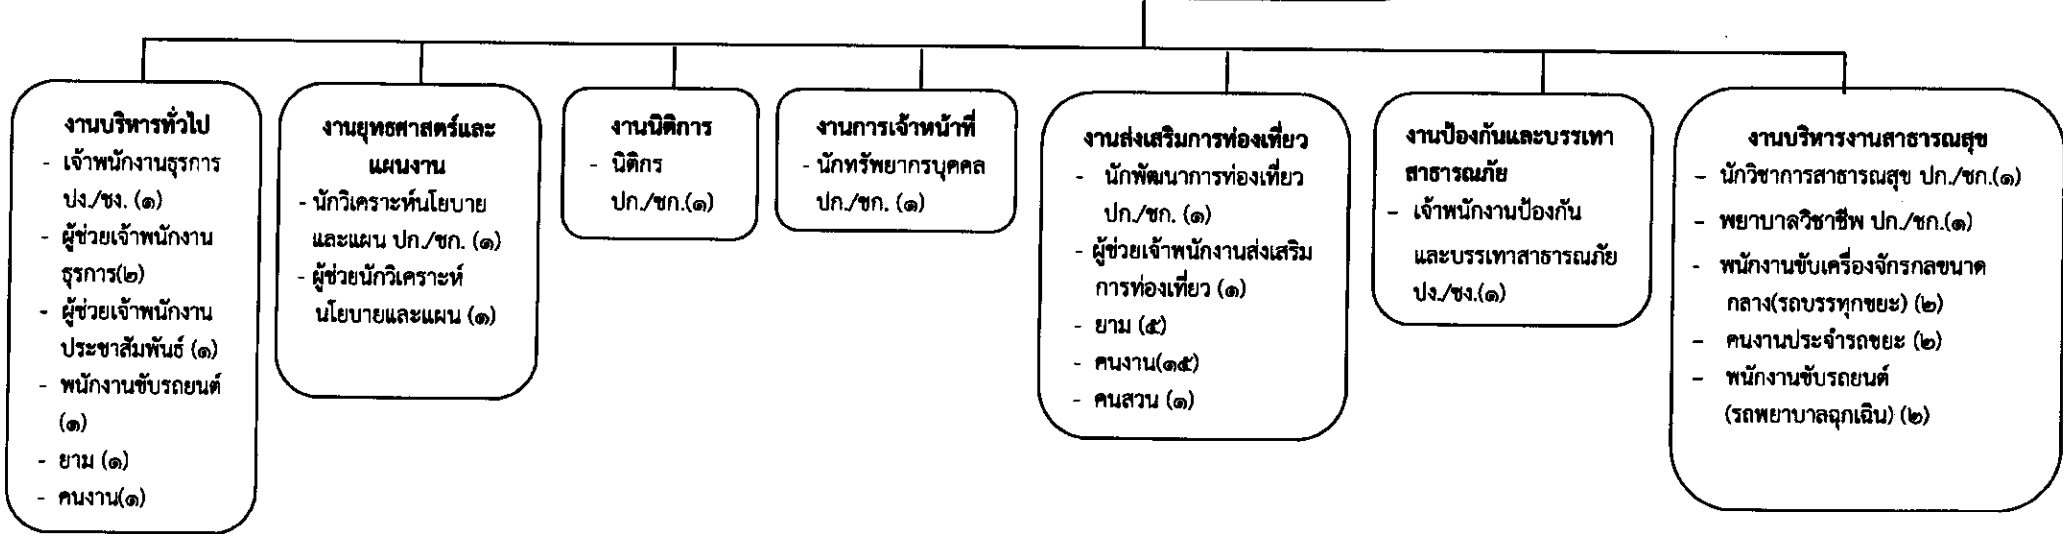 งานบริหารทั่วไป
- เจ้าพนักงานธุรการ
ปง./ชง. (๑)
- ผู้ช่วยเจ้าพนักงาน
ธุรการ(๒)
- ผู้ช่วยเจ้าพนักงาน
ประชาสัมพันธ์ (๑)
- พนักงานขับรถยนต์
(๑)
- ยาม (๑)
- คนงาน(๑)
งานยุทธศาสตร์และ
แผนงาน
- นักวิเคราะห์นโยบาย
และแผน ปก./ชก. (๑)
- ผู้ช่วยนักวิเคราะห์
นโยบายและแผน (๑)
งานนิติการ
- นิติกร
ปก./ชก.(๑)
งานการเจ้าหน้าที่
- นักทรัพยากรบุคคล
ปก./ชก. (๑)
งานส่งเสริมการท่องเที่ยว
- นักพัฒนาการท่องเที่ยว
ปก./ชก. (๑)
- ผู้ช่วยเจ้าพนักงานส่งเสริม
การท่องเที่ยว (๑)
- ยาม (๕)
- คนงาน(๑๕)
- คนสวน (๑)
งานป้องกันและบรรเทา
สาธารณภัย
- เจ้าพนักงานป้องกัน
และบรรเทาสาธารณภัย
ปง./ชง.(๑)
งานบริหารงานสาธารณสุข
- นักวิชาการสาธารณสุข ปก./ชก.(๑)
- พยาบาลวิชาชีพ ปก./ชก.(๑)
- พนักงานขับเครื่องจักรกลขนาด
กลาง(รถบรรทุกขยะ) (๒)
- คนงานประจำรถขยะ (๒)
- พนักงานขับรถยนต์
(รถพยาบาลฉุกเฉิน) (๒)